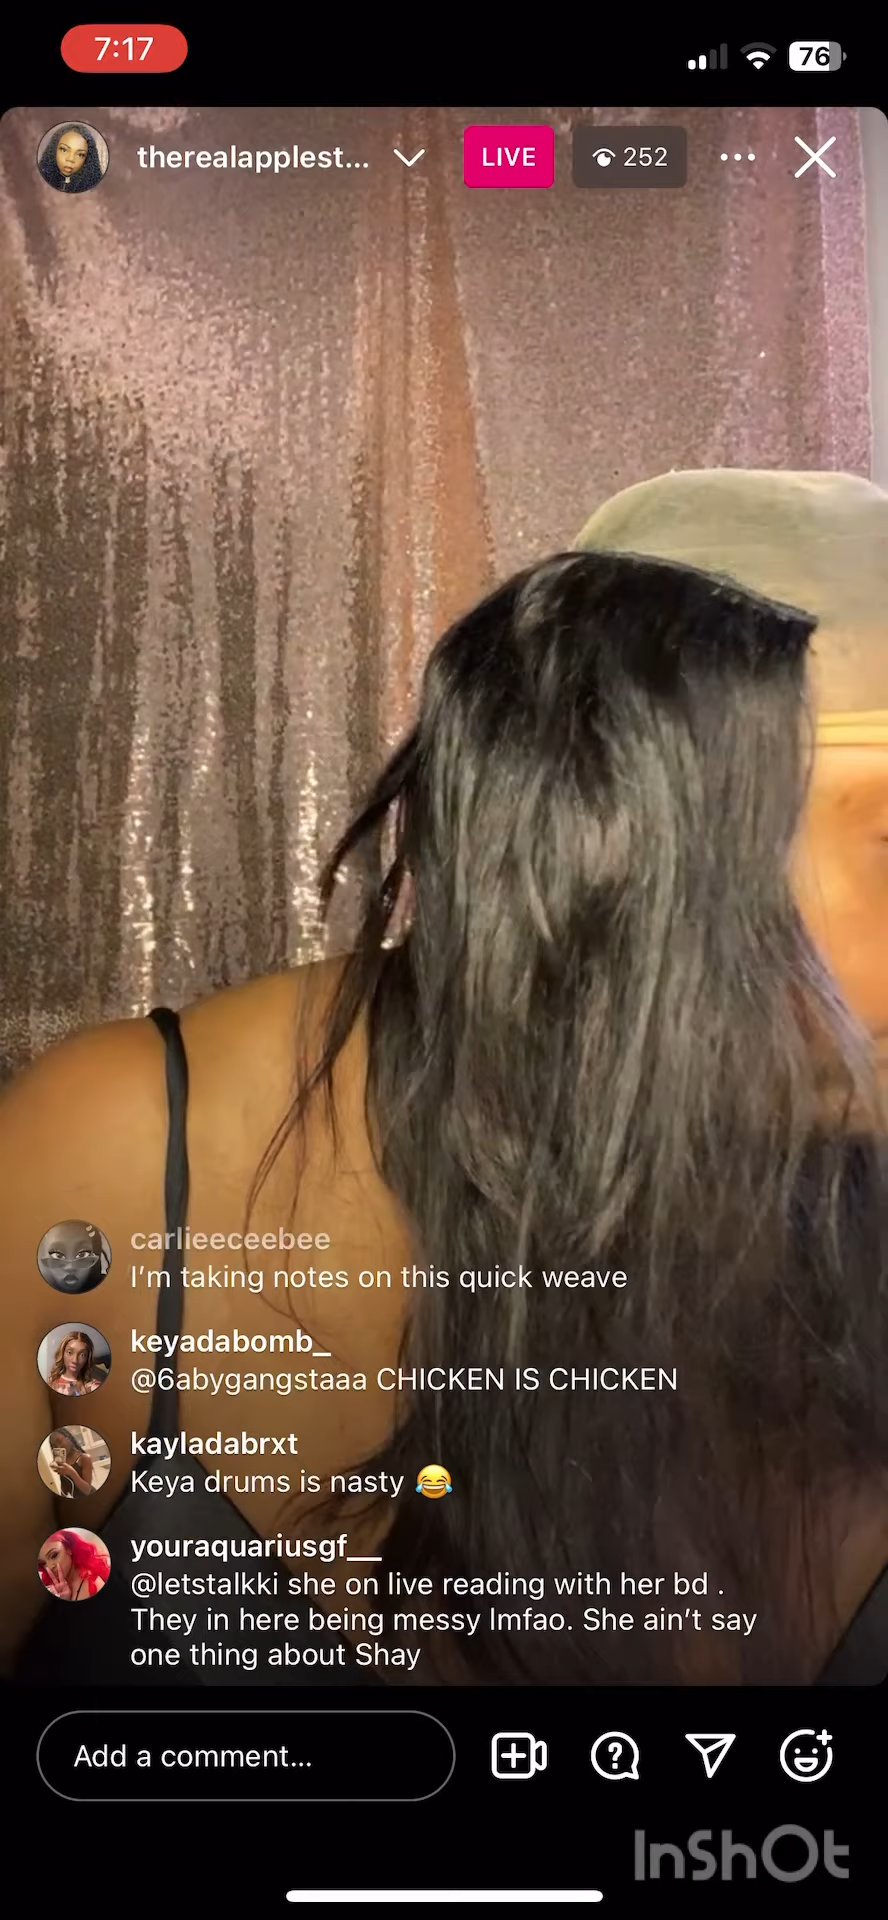 7:17
76
therealapplest...
LIVE
252
carlieeceebee
I'm taking notes on this quick weave
keyadabomb_
@6abygangstaaa CHICKEN IS CHICKEN
kayladabrxt
Keya drums is nasty 😂
youraquariusgf__
@letstalkki she on live reading with her bd .
They in here being messy lmfao. She ain't say
one thing about Shay
Add a comment...
InShOt